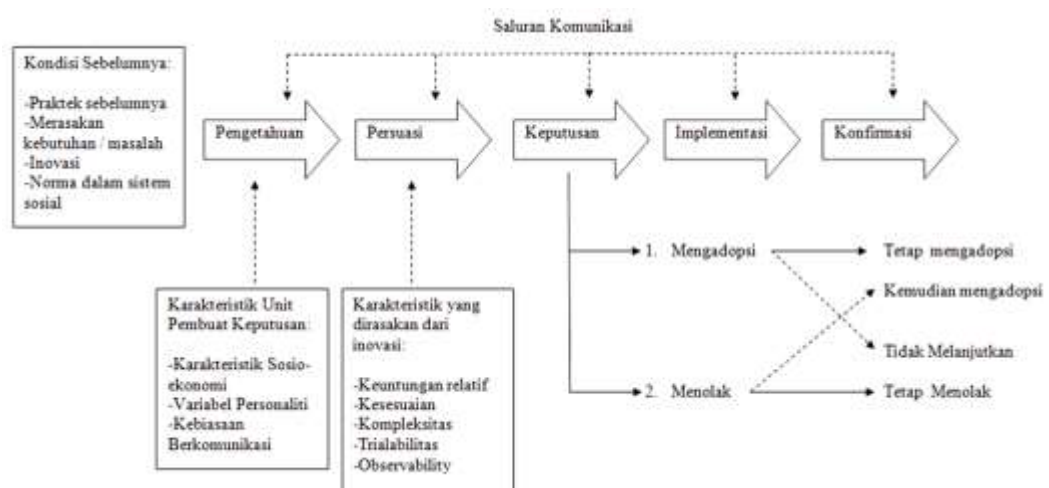 Saluran Komunikasi
Kondisi Sebelumnya:
-Praktek sebelumnya
-Merasakan
kebutuhan / masalah
-Inovasi
-Norma dalam sistem
sosial
Pengetahuan
Persuasi
Keputusan
Implementasi
Konfirmasi
1. Mengadopsi
Tetap mengadopsi
Kemudian mengadopsi
Tidak Melanjutkan
2. Menolak
Tetap Menolak
Karakteristik Unit
Pembuat Keputusan:
-Karakteristik Sosio-
ekonomi
-Variabel Personaliti
-Kebiasaan
Berkomunikasi
Karakteristik yang
dirasakan dari
inovasi:
-Keuntungan relatif
-Kesesuaian
-Kompleksitas
-Trialabilitas
-Observability